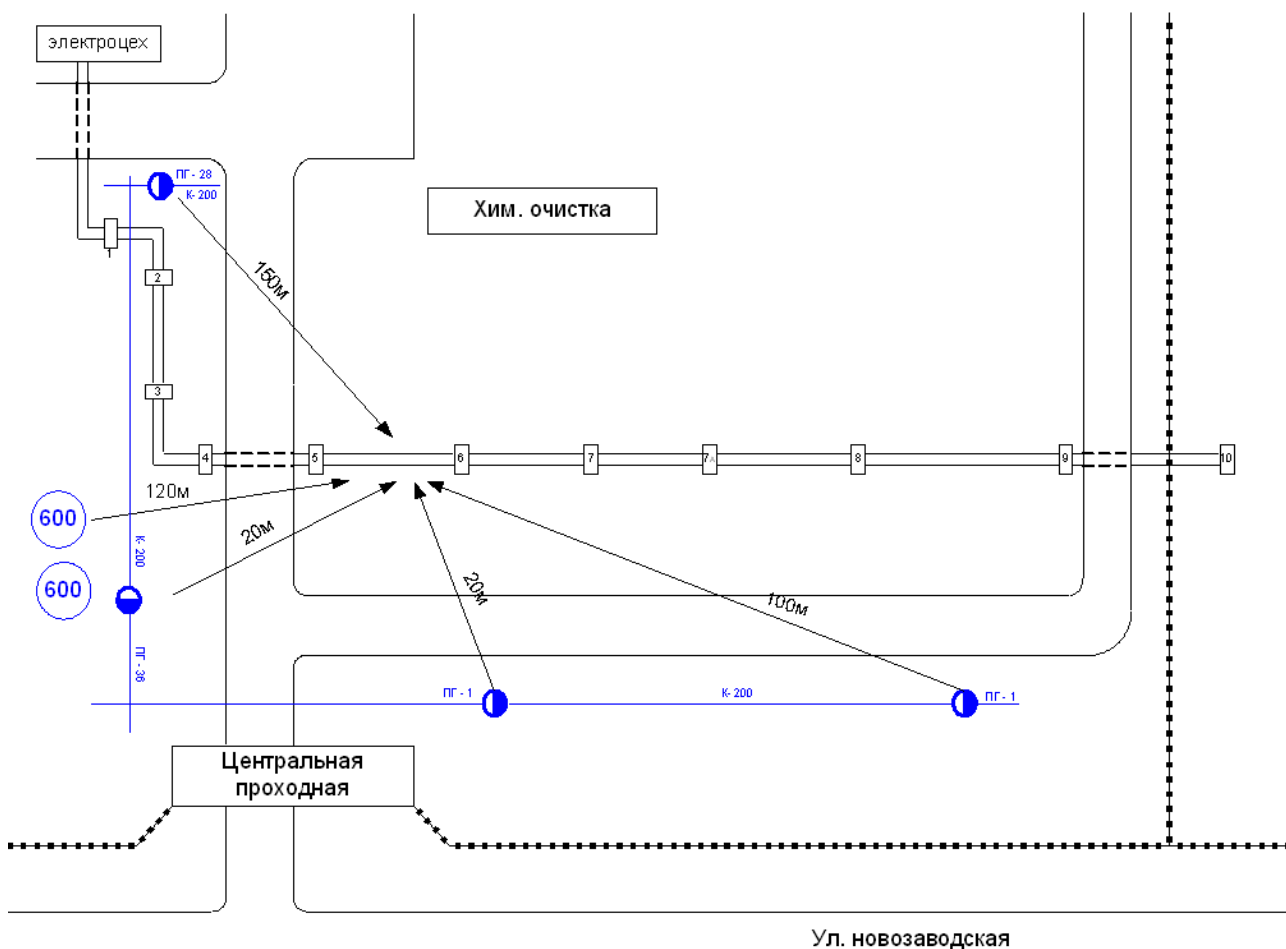 электроцех
ПГ - 28
К- 200
Хим. очистка
1
2
150м
3
4
5
6
7
7А
8
9
10
120м
600
20м
К- 200
600
20м
100м
ПГ - 36
ПГ - 1
К- 200
ПГ - 1
Центральная
проходная
Ул. новозаводская